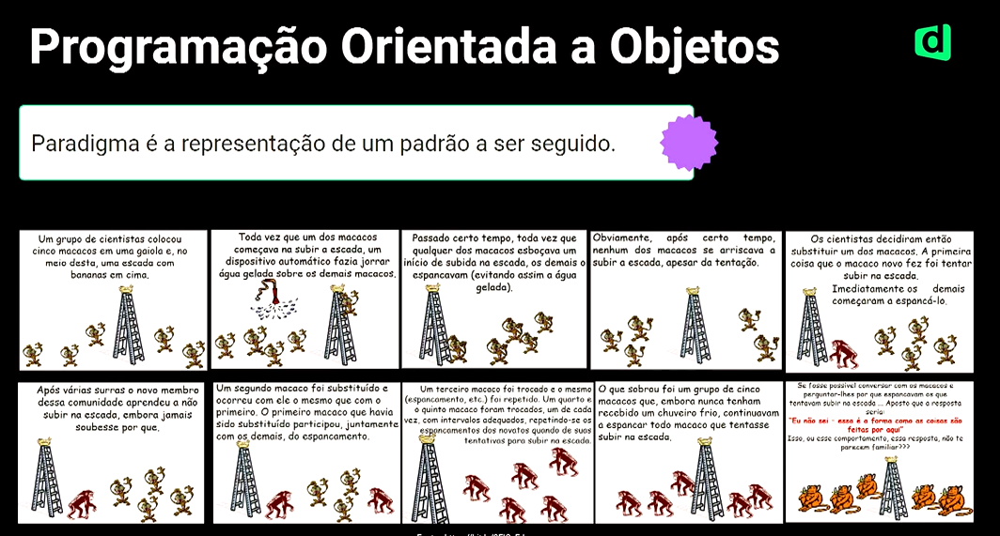 Programação Orientada a Objetos
d
Paradigma é a representação de um padrão a ser seguido.
Um grupo de cientistas colocou
cinco macacos em uma gaiola e, no
meio desta, uma escada com
bananas em cima.
Toda vez que um dos macacos
começava na subir a escada, um
dispositivo automático fazia jorrar
água gelada sobre os demais macacos.
Passado certo tempo, toda vez que
qualquer dos macacos esboçava um
início de subida na escada, os demais o
espancavam (evitando assim a água
gelada).
Obviamente, após certo tempo,
nenhum dos macacos se arriscava a
subir a escada, apesar da tentação.
Os cientistas decidiram então
substituir um dos macacos. A primeira
coisa que o macaco novo fez foi tentar
subir na escada.
Imediatamente os demais
começaram a espancá-lo.
Após várias surras o novo membro
dessa comunidade aprendeu a não
subir na escada, embora jamais
soubesse por que.
Um segundo macaco foi substituído e
ocorreu com ele o mesmo que com o
primeiro. O primeiro macaco que havia
sido substituído participou, juntamente
com os demais, do espancamento.
Um terceiro macaco foi trocado e o mesmo
(espancamento, etc.) foi repetido. Um quarto e
o quinto macaco foram trocados, um de cada
vez, com intervalos adequados, repetindo-se os
espancamentos dos novatos quando de suas
tentativas para subir na escada.
O que sobrou foi um grupo de cinco
macacos que, embora nunca tenham
recebido um chuveiro frio, continuavam
a espancar todo macaco que tentasse
subir na escada.
Se fosse possível conversar com os macacos e
perguntar-lhes por que espancavam os que
tentavam subir na escada ... Aposto que a resposta
seria:
"Eu não sei - essa é a forma como as coisas são
feitas por aqui"
Isso, ou esse comportamento, essa resposta, não te
parecem familiar???